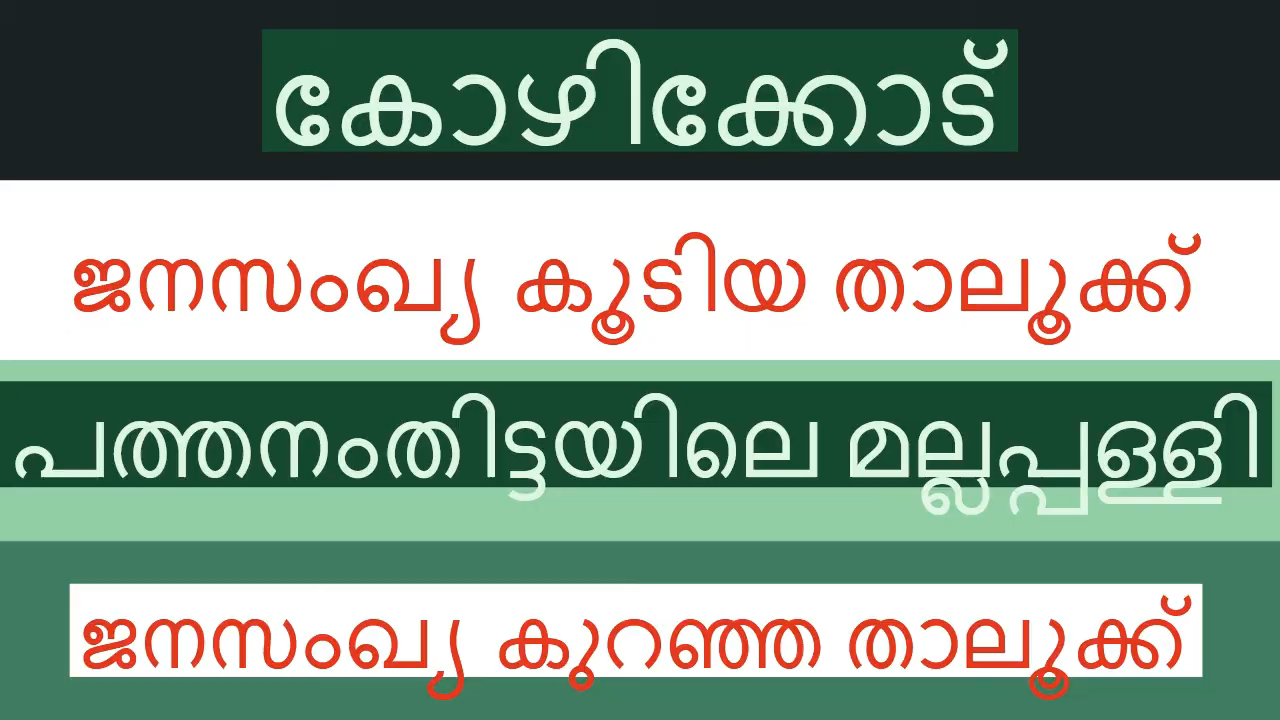 കോഴിക്കോട്
ജനസംഖ്യ കൂടിയ താലൂക്ക്
പത്തനംതിട്ടയിലെ മല്ലപ്പള്ളി
ജനസംഖ്യ കുറഞ്ഞ താലൂക്ക്